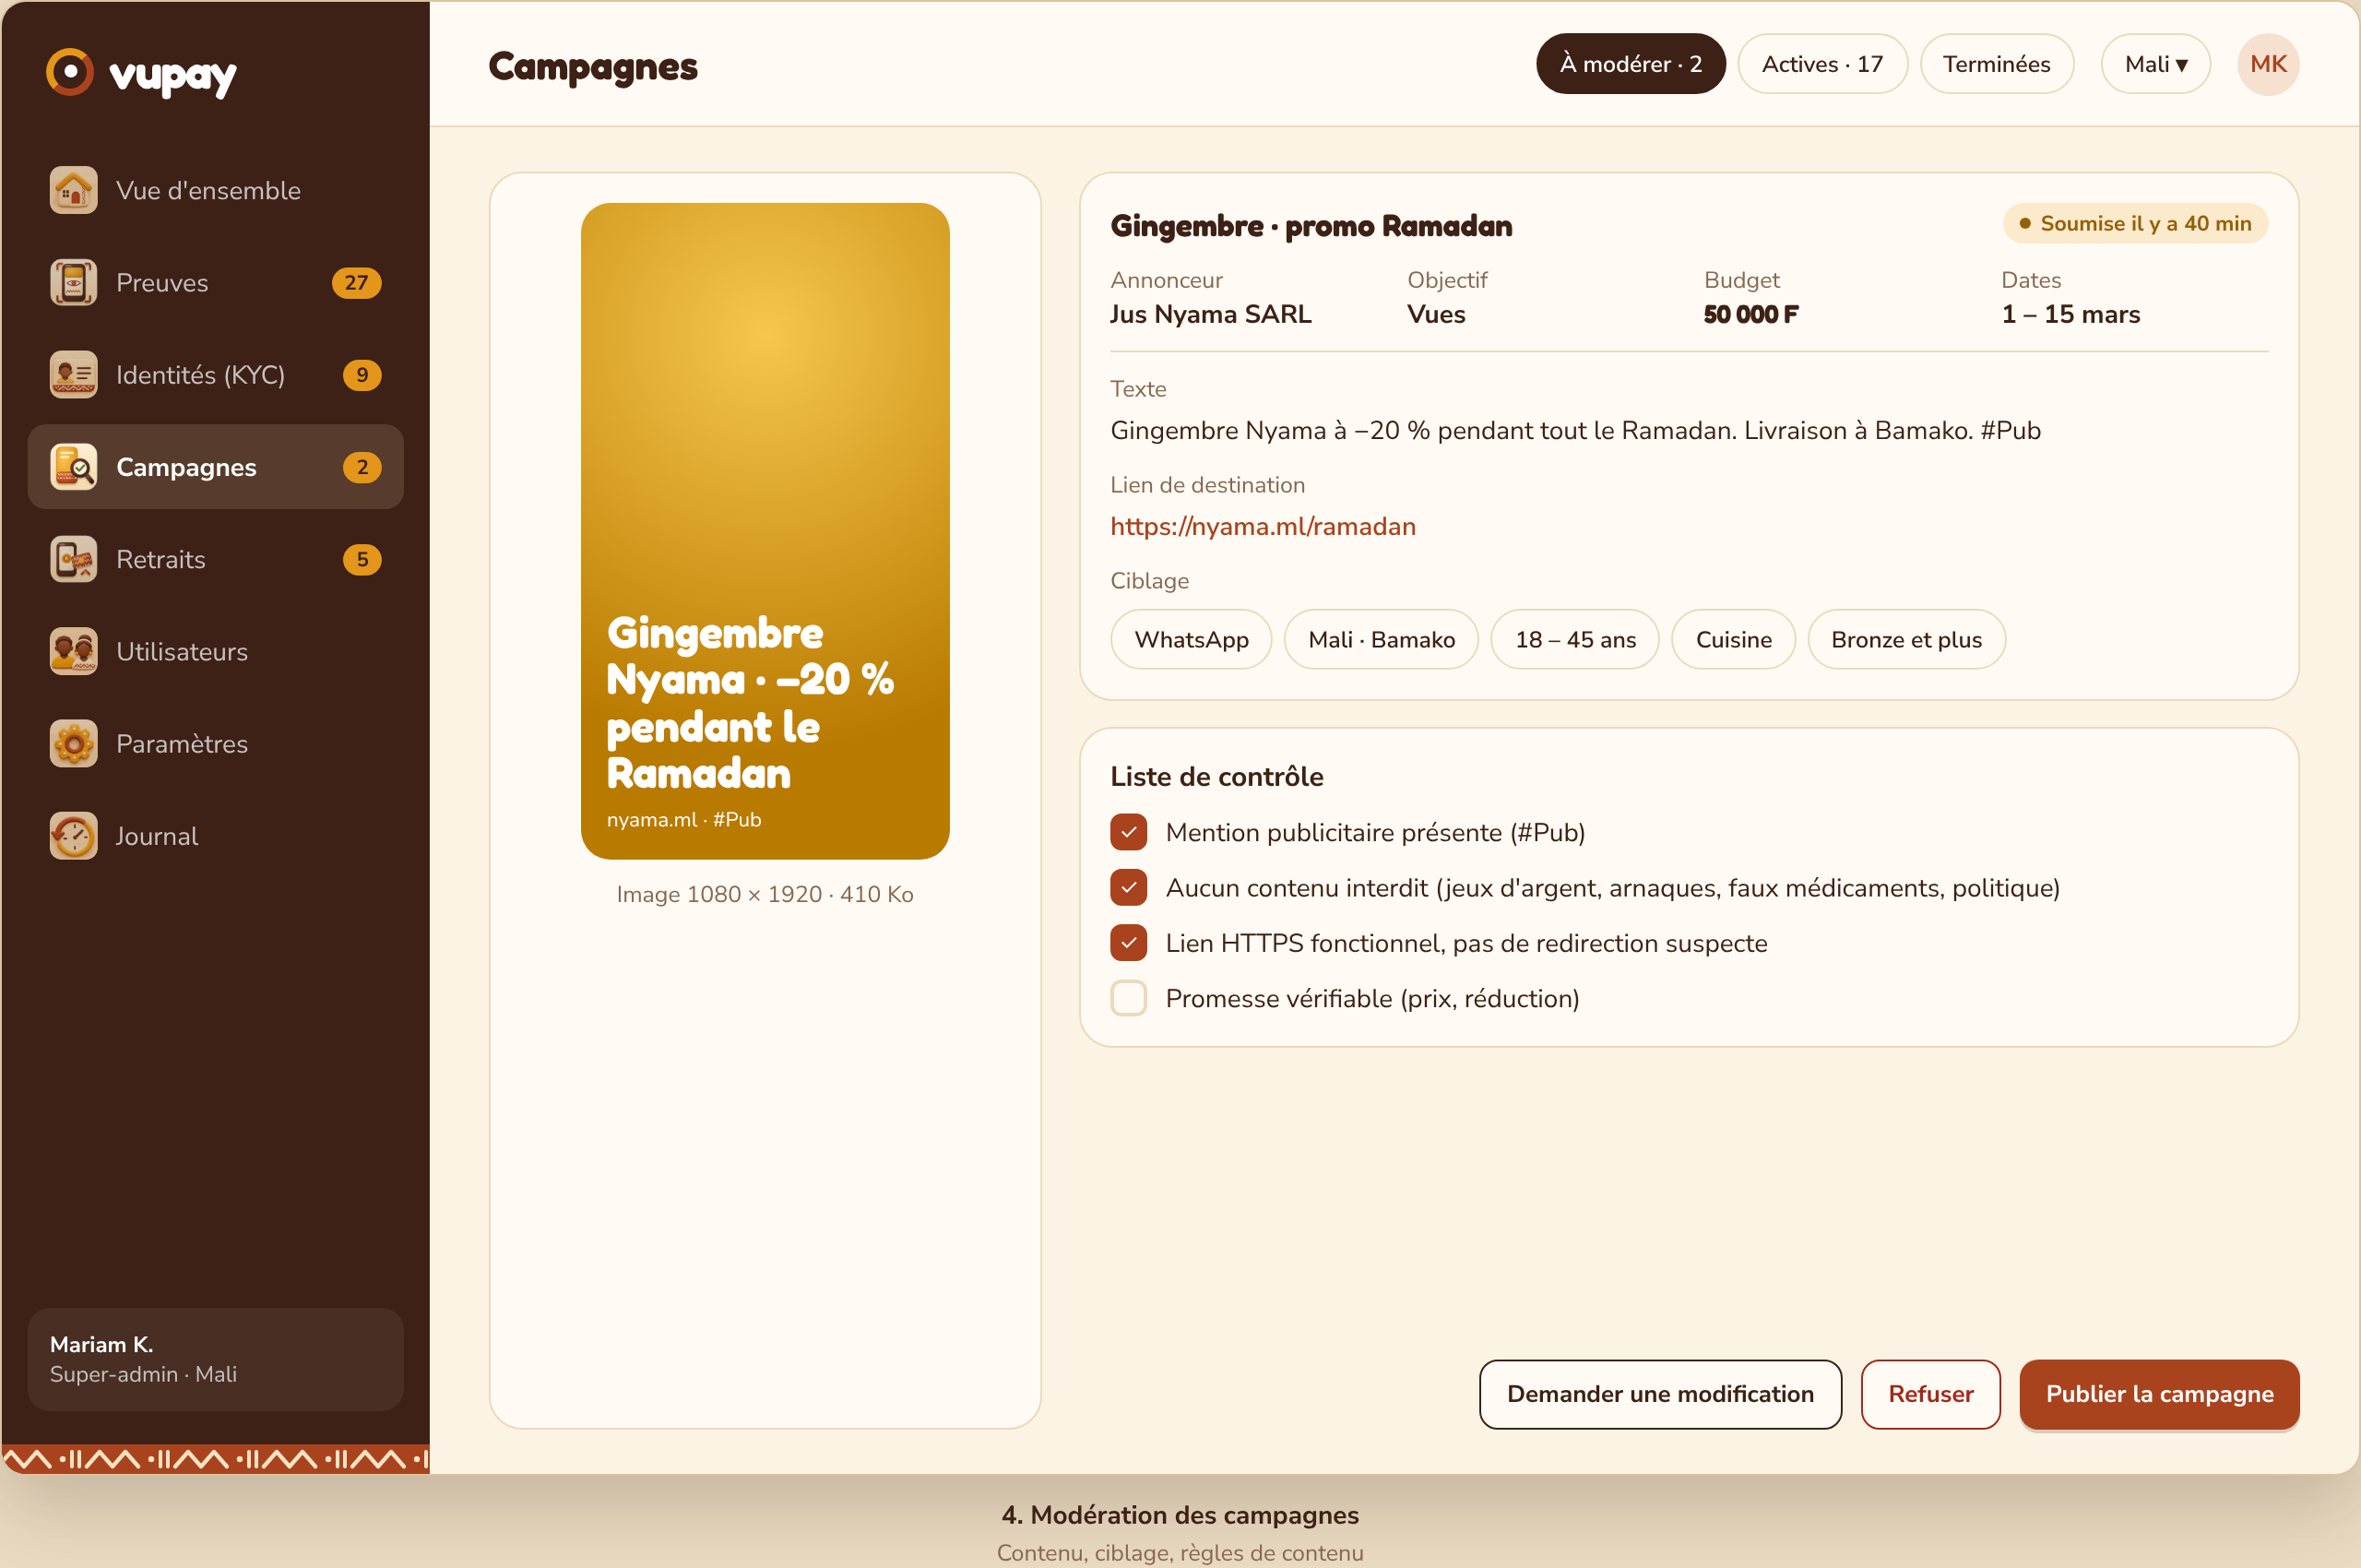 vupay
Vue d'ensemble
Preuves 27
Identités (KYC) 9
Campagnes 2
Retraits 5
Utilisateurs
Paramètres
Journal
Mariam K.
Super-admin · Mali
Campagnes
À modérer · 2
Actives · 17
Terminées
Mali ▾
MK
Gingembre
Nyama · −20 %
pendant le
Ramadan
nyama.ml · #Pub
Image 1080 × 1920 · 410 Ko
Gingembre · promo Ramadan
Soumise il y a 40 min
Annonceur
Jus Nyama SARL
Objectif
Vues
Budget
50 000 F
Dates
1 – 15 mars
Texte
Gingembre Nyama à −20 % pendant tout le Ramadan. Livraison à Bamako. #Pub
Lien de destination
https://nyama.ml/ramadan
Ciblage
WhatsApp
Mali · Bamako
18 – 45 ans
Cuisine
Bronze et plus
Liste de contrôle
Mention publicitaire présente (#Pub)
Aucun contenu interdit (jeux d'argent, arnaques, faux médicaments, politique)
Lien HTTPS fonctionnel, pas de redirection suspecte
Promesse vérifiable (prix, réduction)
Demander une modification
Refuser
Publier la campagne
4. Modération des campagnes
Contenu, ciblage, règles de contenu